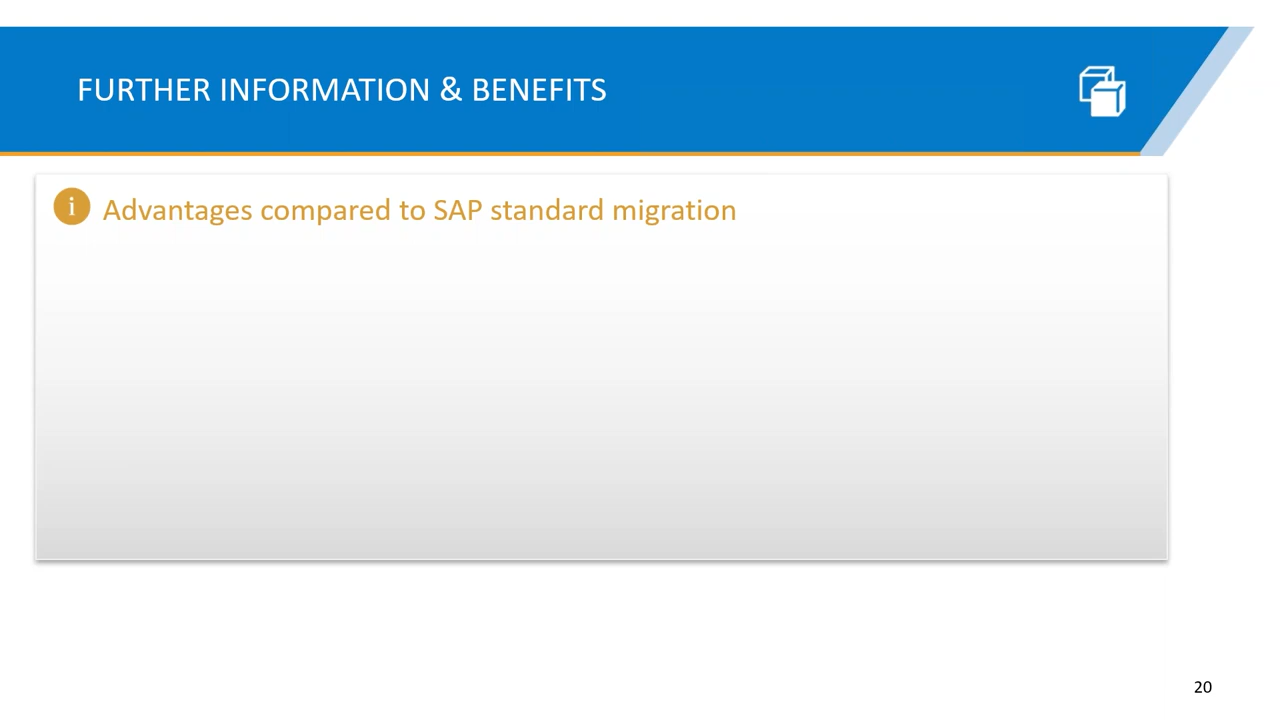 FURTHER INFORMATION & BENEFITS
i Advantages compared to SAP standard migration
20